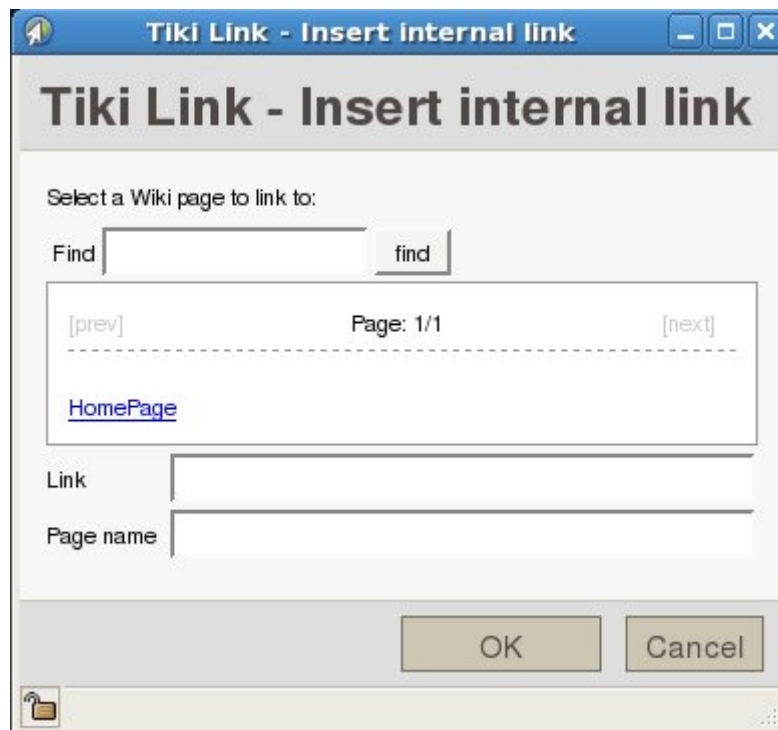 Tiki Link - Insert internal link
Tiki Link - Insert internal link
Select a Wiki page to link to:
Find find
[prev] Page: 1/1 [next]
HomePage
Link
Page name
OK Cancel